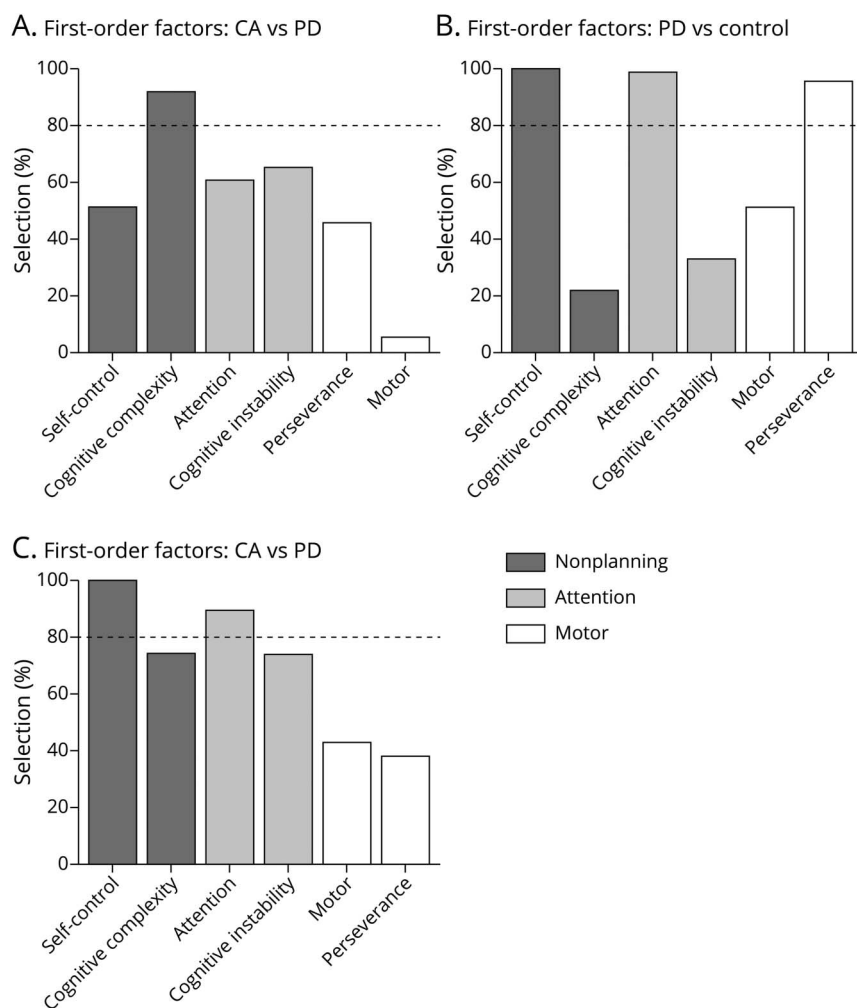 A. First-order factors: CA vs PD
100
80
60
40
20
0
Selection (%)
Self-control
Cognitive complexity
Attention
Cognitive instability
Perseverance
Motor
B. First-order factors: PD vs control
100
80
60
40
20
0
Selection (%)
Self-control
Cognitive complexity
Attention
Cognitive instability
Motor
Perseverance
C. First-order factors: CA vs PD
100
80
60
40
20
0
Selection (%)
Self-control
Cognitive complexity
Attention
Cognitive instability
Motor
Perseverance
Nonplanning
Attention
Motor